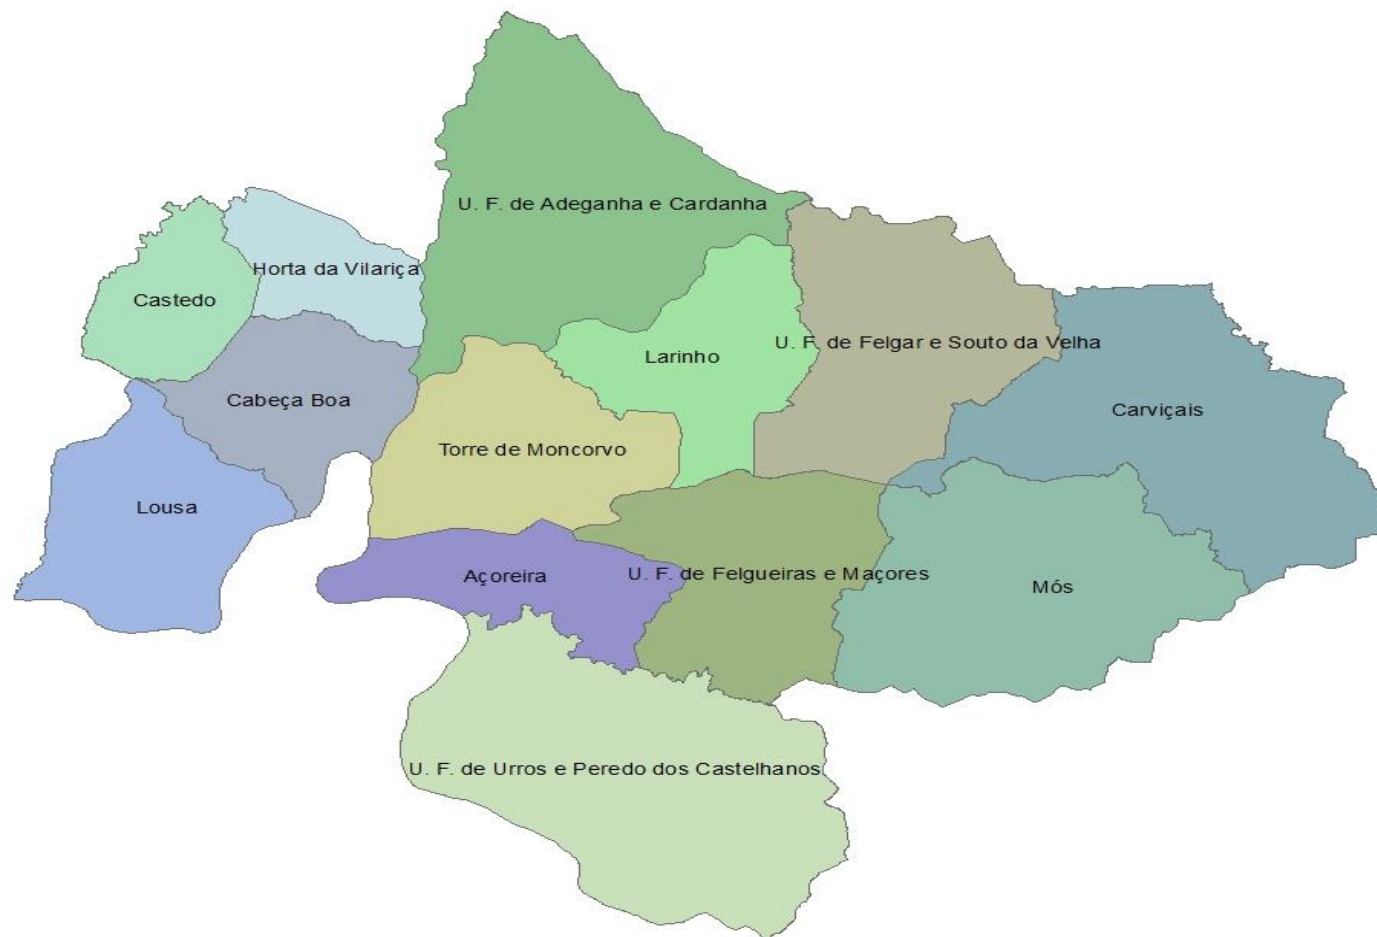 U. F. de Adeganha e Cardanha
Horta da Vilariça
Castedo
U. F. de Felgar e Souto da Velha
Larinho
Cabeça Boa
Carviçais
Torre de Moncorvo
Lousa
Açoreira
U. F. de Felgueiras e Maçores
Mós
U. F. de Urros e Peredo dos Castelhanos